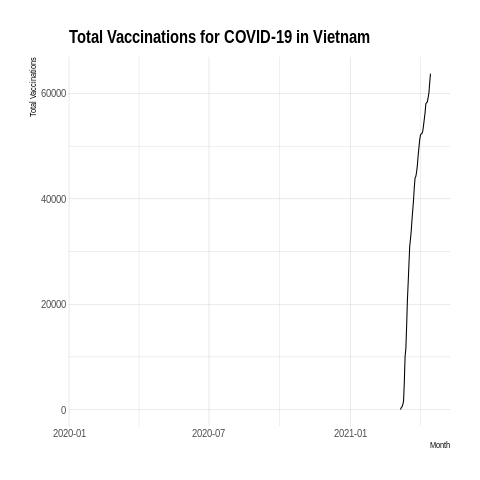 Total Vaccinations for COVID-19 in Vietnam
Total Vaccinations
60000
40000
20000
0
2020-01 2020-07 2021-01
Month